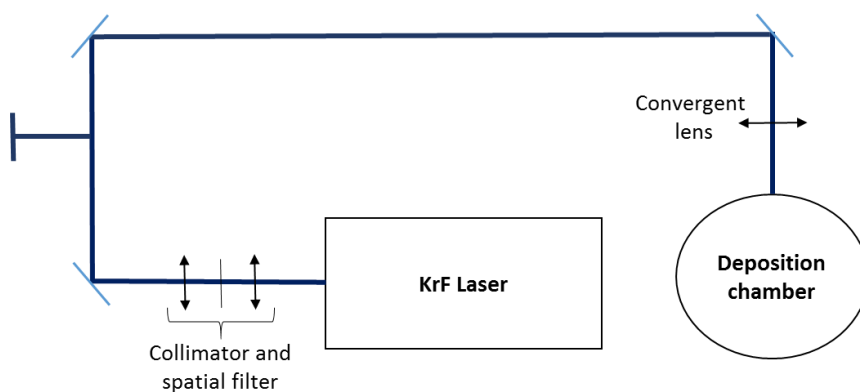 Convergent
lens
KrF Laser
Deposition
chamber
Collimator and
spatial filter